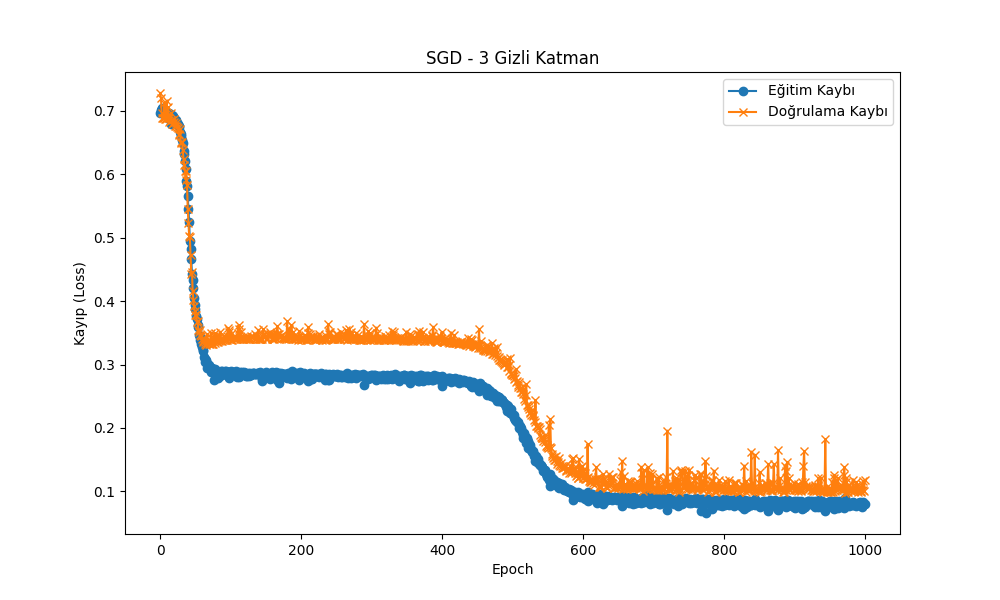 SGD - 3 Gizli Katman
Eğitim Kaybı
Doğrulama Kaybı
Kayıp (Loss)
0.7
0.6
0.5
0.4
0.3
0.2
0.1
0 200 400 600 800 1000
Epoch